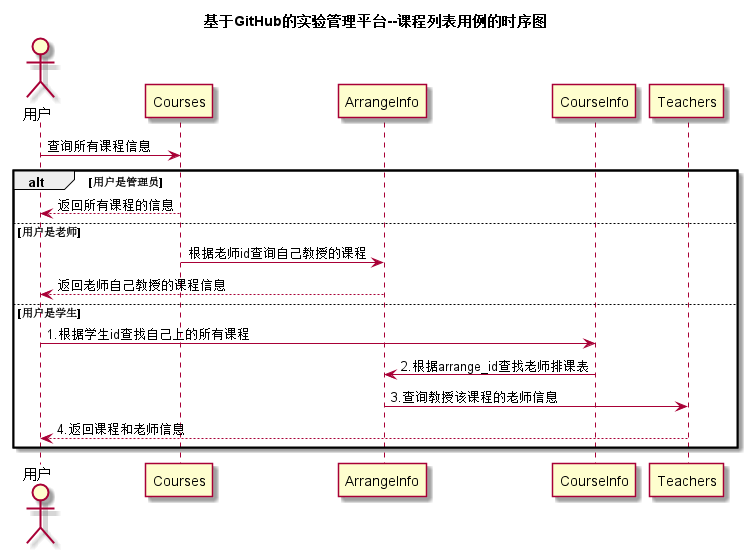 基于GitHub的实验管理平台--课程列表用例的时序图
用户
Courses
ArrangeInfo
CourseInfo
Teachers
查询所有课程信息
alt
[用户是管理员]
返回所有课程的信息
[用户是老师]
根据老师id查询自己教授的课程
返回老师自己教授的课程信息
[用户是学生]
1.根据学生id查找自己上的所有课程
2.根据arrange_id查找老师排课表
3.查询教授该课程的老师信息
4.返回课程和老师信息
用户
Courses
ArrangeInfo
CourseInfo
Teachers